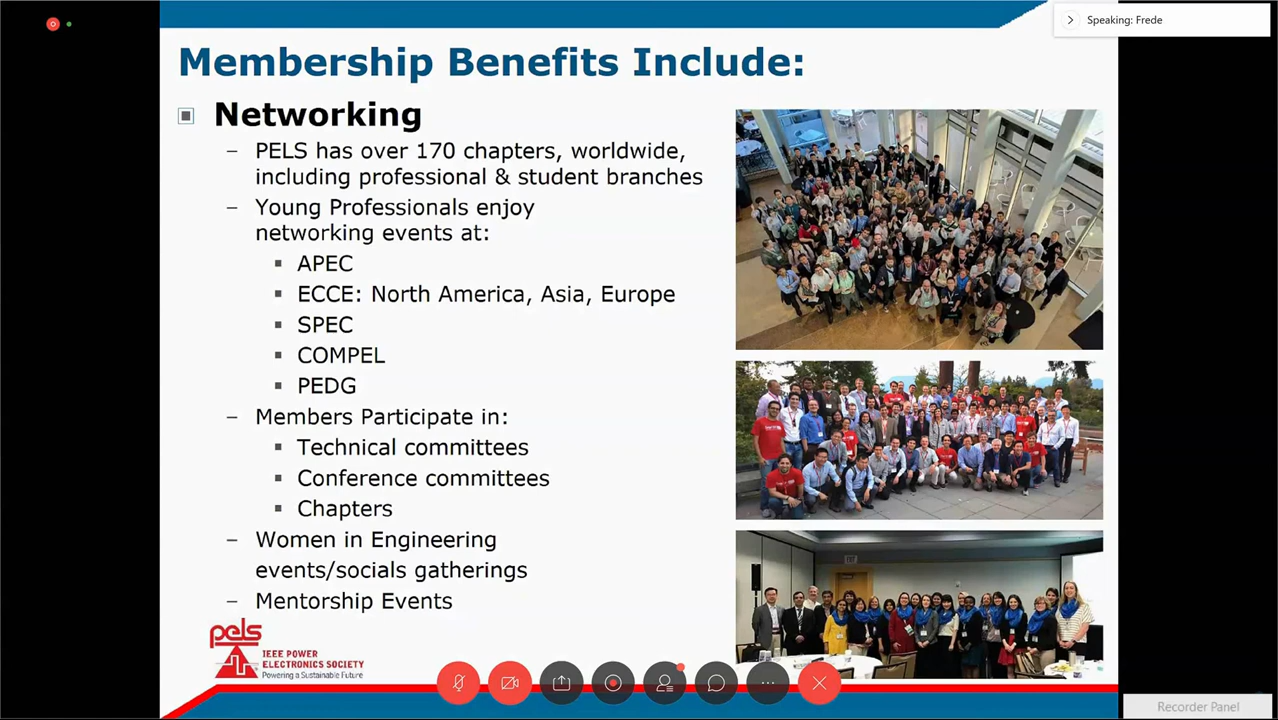 Speaking: Frede
Membership Benefits Include:
Networking
– PELS has over 170 chapters, worldwide,
including professional & student branches
– Young Professionals enjoy
networking events at:
▪ APEC
▪ ECCE: North America, Asia, Europe
▪ SPEC
▪ COMPEL
▪ PEDG
– Members Participate in:
▪ Technical committees
▪ Conference committees
▪ Chapters
– Women in Engineering
events/socials gatherings
– Mentorship Events
pels
IEEE POWER
ELECTRONICS SOCIETY
Powering a Sustainable Future
Recorder Panel